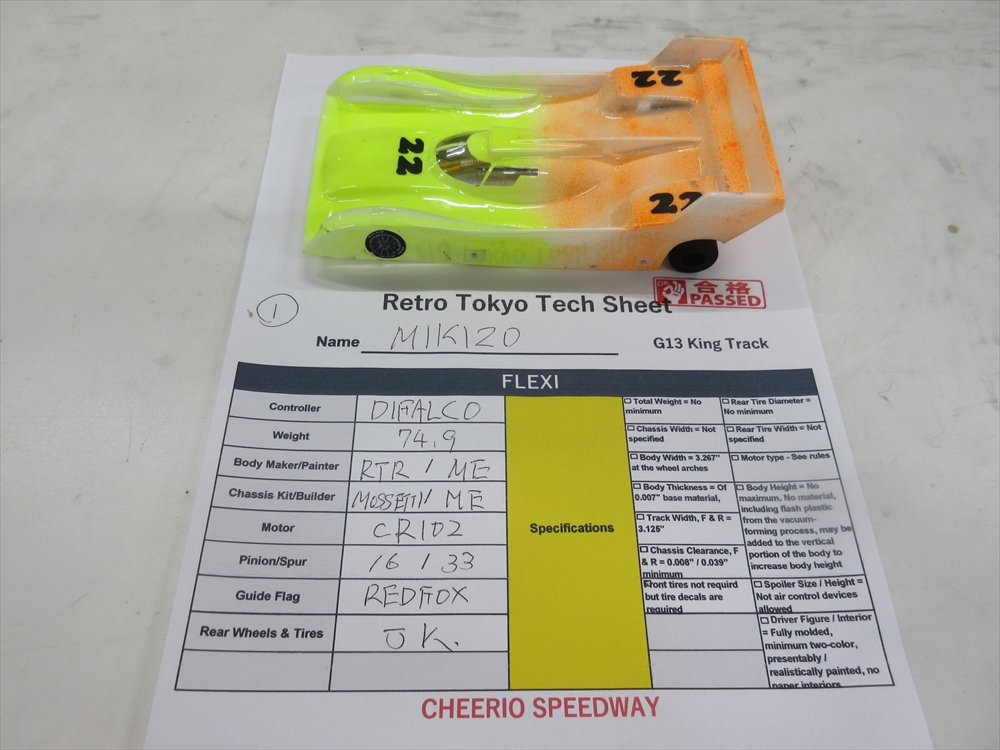 22
22
22
OK 合格
PASSED
1
Retro Tokyo Tech Sheet
Name MIKIZO
G13 King Track
FLEXI
Controller DIFALCO
Weight 74.9
Body Maker/Painter RTR / ME
Chassis Kit/Builder MOSSETTI/ ME
Motor CR102
Pinion/Spur 16 / 33
Guide Flag REDFOX
Rear Wheels & Tires JK.
Specifications
Total Weight = No
minimum
Rear Tire Diameter =
No minimum
Chassis Width = Not
specified
Rear Tire Width = Not
specified
Body Width = 3.267"
at the wheel arches
Motor type - See rules
Body Thickness = Of
0.007" base material,
Body Height = No
maximum. No material,
including flash plastic
from the vacuum-
forming process, may be
added to the vertical
portion of the body to
increase body height
Track Width, F & R =
3.125"
Chassis Clearance, F
& R = 0.008" / 0.039"
minimum
Front tires not requird
but tire decals are
required
Spoiler Size / Height =
Not air control devices
allowed
Driver Figure / Interior
= Fully molded,
minimum two-color,
presentably /
realistically painted, no
paper interiors
CHEERIO SPEEDWAY